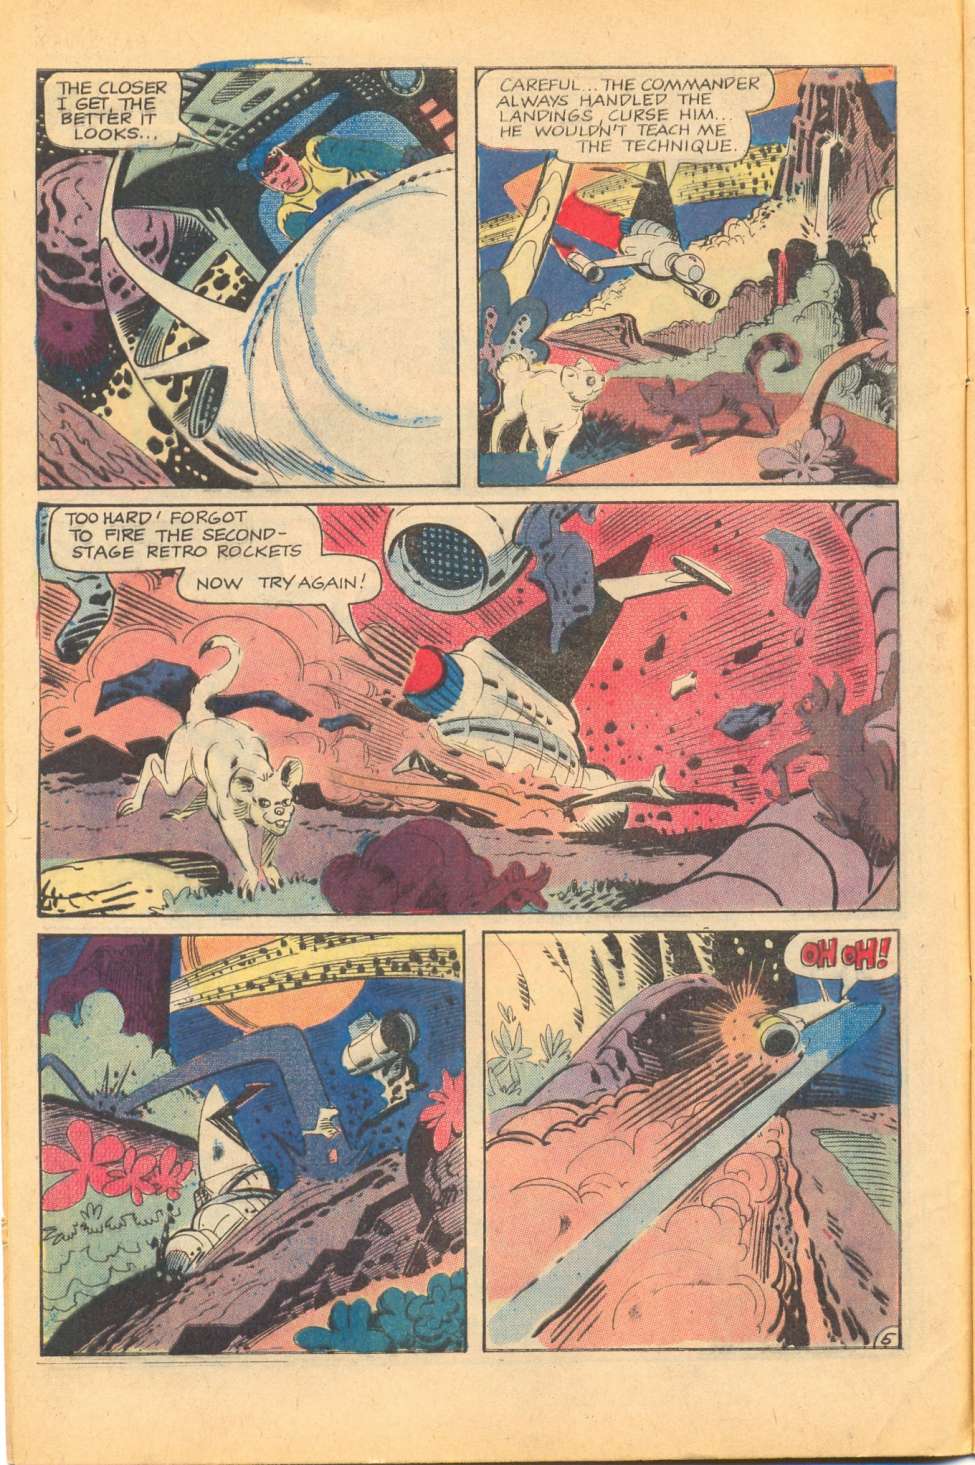 THE CLOSER
I GET, THE
BETTER IT
LOOKS...
CAREFUL... THE COMMANDER
ALWAYS HANDLED THE
LANDINGS, CURSE HIM...
HE WOULDN'T TEACH ME
THE TECHNIQUE.
TOO HARD! FORGOT
TO FIRE THE SECOND-
STAGE RETRO ROCKETS
NOW TRY AGAIN!
OH OH!
5